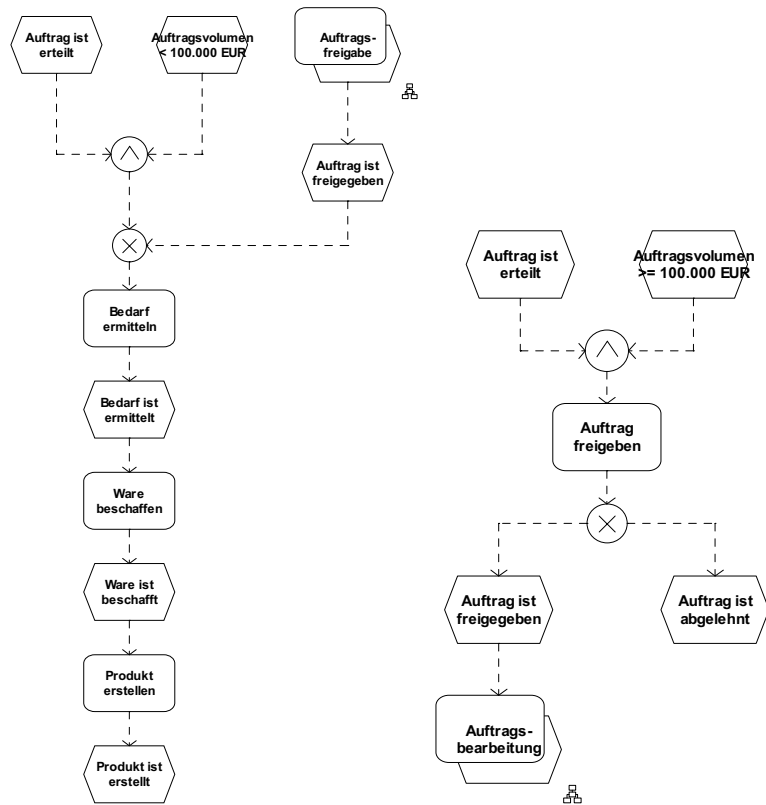 Auftrag ist
erteilt
Auftragsvolumen
< 100.000 EUR
Auftrags-
freigabe
Auftrag ist
freigegeben
Bedarf
ermitteln
Bedarf ist
ermittelt
Ware
beschaffen
Ware ist
beschafft
Produkt
erstellen
Produkt ist
erstellt
Auftrag ist
erteilt
Auftragsvolumen
>= 100.000 EUR
Auftrag
freigeben
Auftrag ist
freigegeben
Auftrag ist
abgelehnt
Auftrags-
bearbeitung